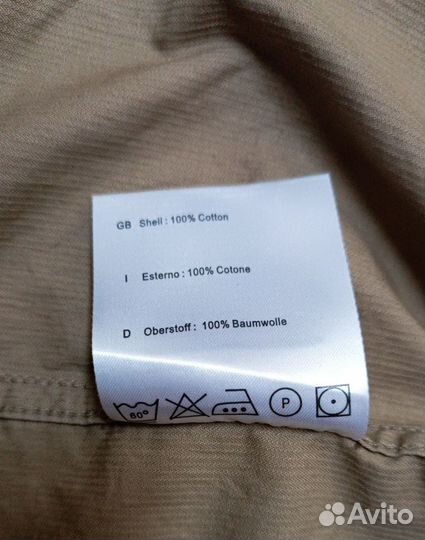 GB Shell : 100% Cotton
I Esterno : 100% Cotone
D Oberstoff : 100% Baumwolle
60° P
Avito